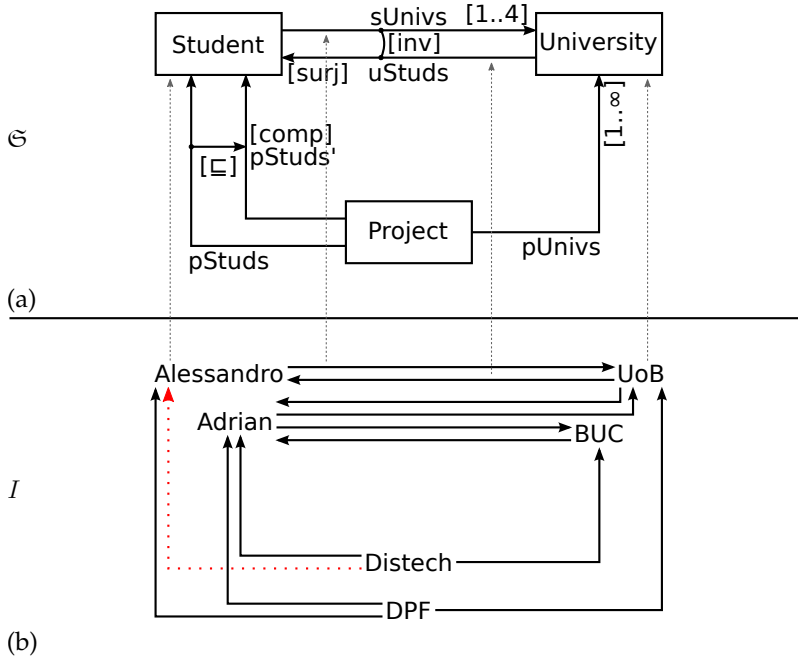 sUnivs [1..4]
Student [inv] University
[surj] uStuds
[1..∞]
𝔖
[comp]
[⊑] pStuds'
Project
pStuds pUnivs
(a)
Alessandro UoB
Adrian BUC
I
Distech
DPF
(b)